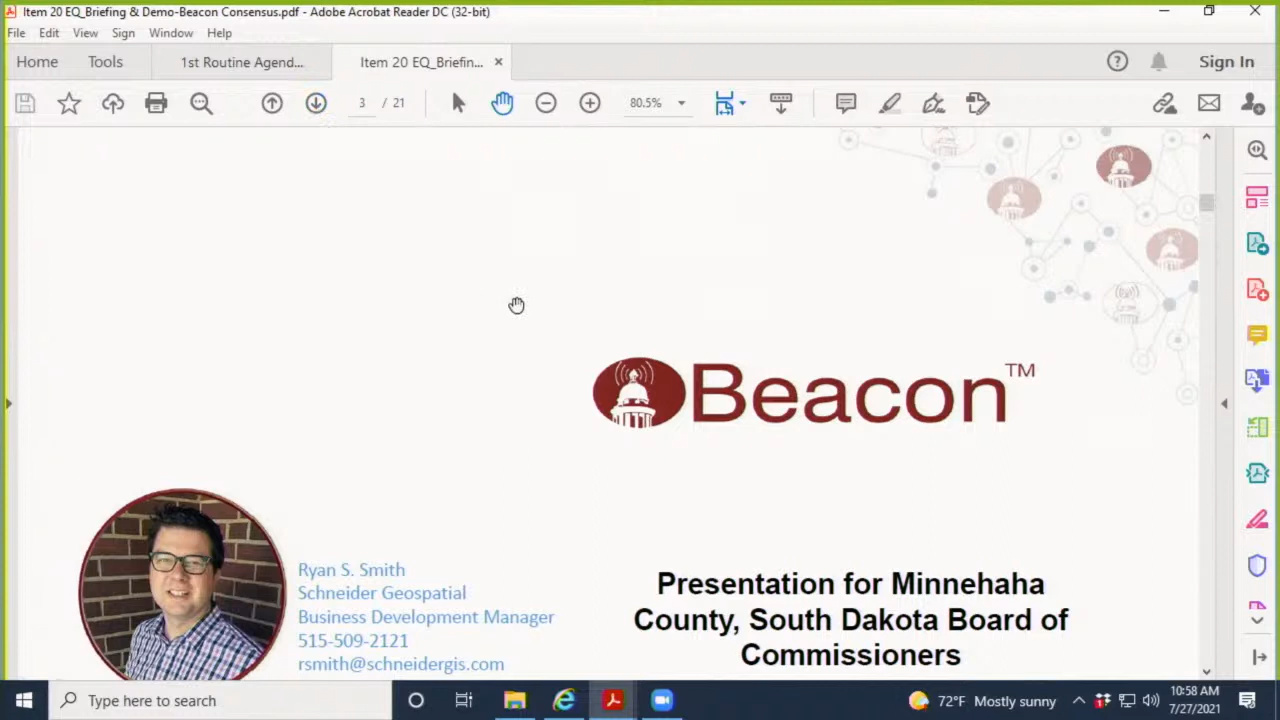 Item 20 EQ_Briefing & Demo-Beacon Consensus.pdf - Adobe Acrobat Reader DC (32-bit)
File Edit View Sign Window Help
Home Tools 1st Routine Agend... Item 20 EQ_Briefin... × Sign In
3 / 21 80.5%
Beacon™
Ryan S. Smith
Schneider Geospatial
Business Development Manager
515-509-2121
rsmith@schneidergis.com
Presentation for Minnehaha
County, South Dakota Board of
Commissioners
Type here to search
72°F Mostly sunny
10:58 AM
7/27/2021